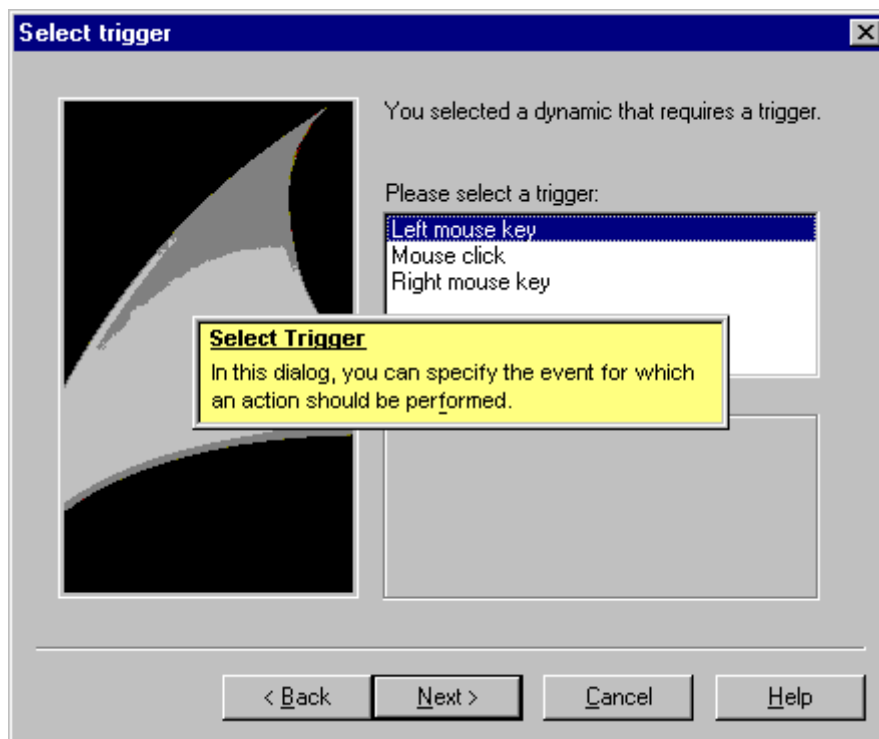 Select trigger
You selected a dynamic that requires a trigger.
Please select a trigger:
Left mouse key
Mouse click
Right mouse key
Select Trigger
In this dialog, you can specify the event for which
an action should be performed.
< Back
Next >
Cancel
Help